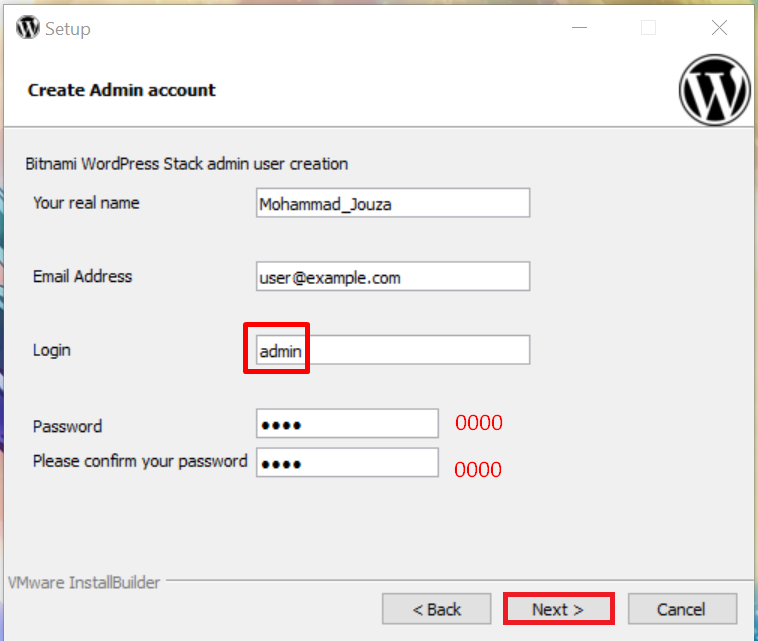 Setup
Create Admin account
Bitnami WordPress Stack admin user creation
Your real name Mohammad_Jouza
Email Address user@example.com
Login admin
Password •••• 0000
Please confirm your password •••• 0000
VMware InstallBuilder
< Back Next > Cancel